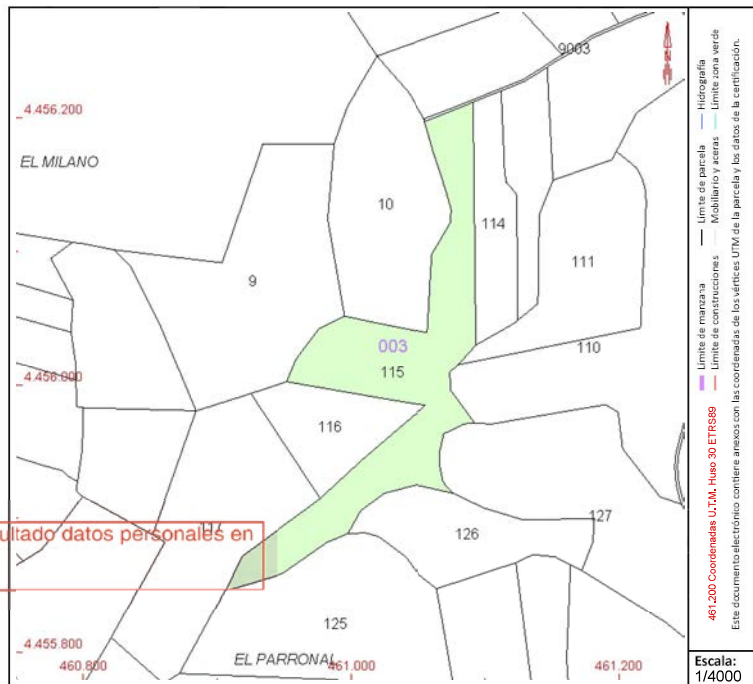 9003
4.456.200
EL MILANO
10
114
111
9
003
110
4.456.000
115
116
ultado datos personales en
117
126
127
125
4.455.800
EL PARRONAL
460.800
461.000
461.200
461.200 Coordenadas U.T.M. Huso 30 ETRS89
Límite de manzana
Límite de parcela
Hidrografía
Límite de construcciones
Mobiliario y aceras
Límite zona verde
Este documento electrónico contiene anexos con las coordenadas de los vértices UTM de la parcela y los datos de la certificación.
Escala:
1/4000